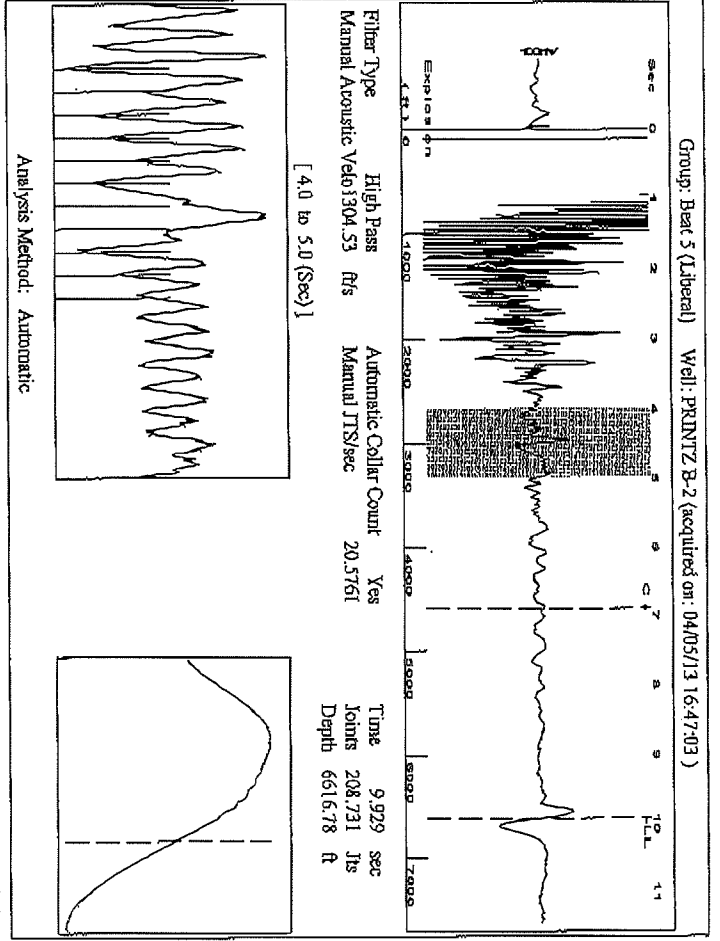 Group: Beat 5 (Liberal) Well: PRINTZ B-2 (acquired on: 04/05/13 16:47:03 )
Sec 0 1 2 3 4 5 6 7 8 9 10 11
C
LL
Explosion
(ft) 0 1000 2000 3000 4000 5000 6000 7000
Filter Type High Pass Automatic Collar Count Yes Time 9.929 sec
Manual Acoustic Velo 1304.53 ft/s Manual JTS/sec 20.5761 Joints 208.731 Jts
Depth 6616.78 ft
[ 4.0 to 5.0 (Sec) ]
Analysis Method: Automatic